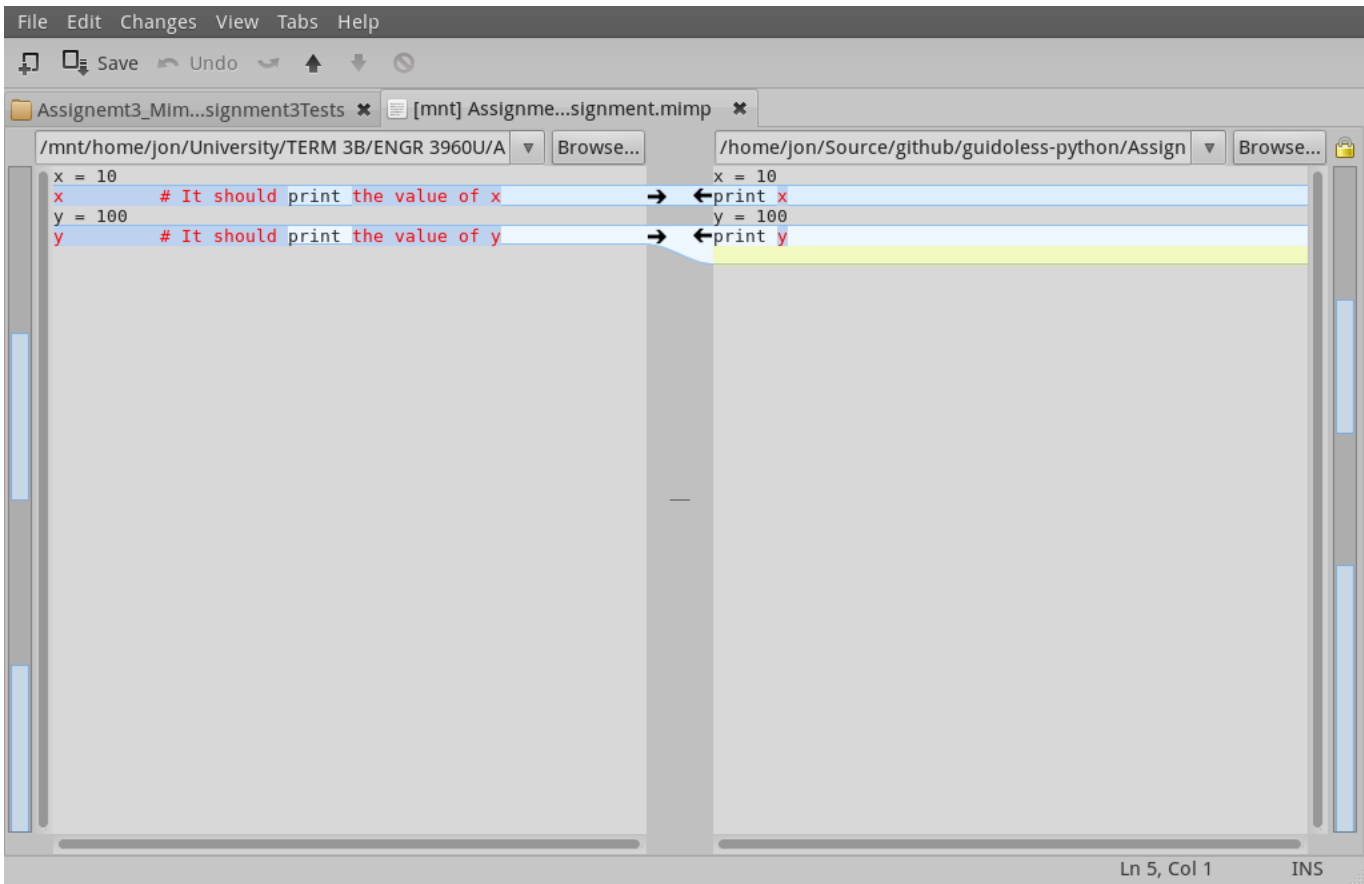 File Edit Changes View Tabs Help
Save Undo
Assignemt3_Mim...signment3Tests [mnt] Assignme...signment.mimp
/mnt/home/jon/University/TERM 3B/ENGR 3960U/A Browse... /home/jon/Source/github/guidoless-python/Assign Browse...
x = 10
x # It should print the value of x
y = 100
y # It should print the value of y
x = 10
print x
y = 100
print y
Ln 5, Col 1 INS